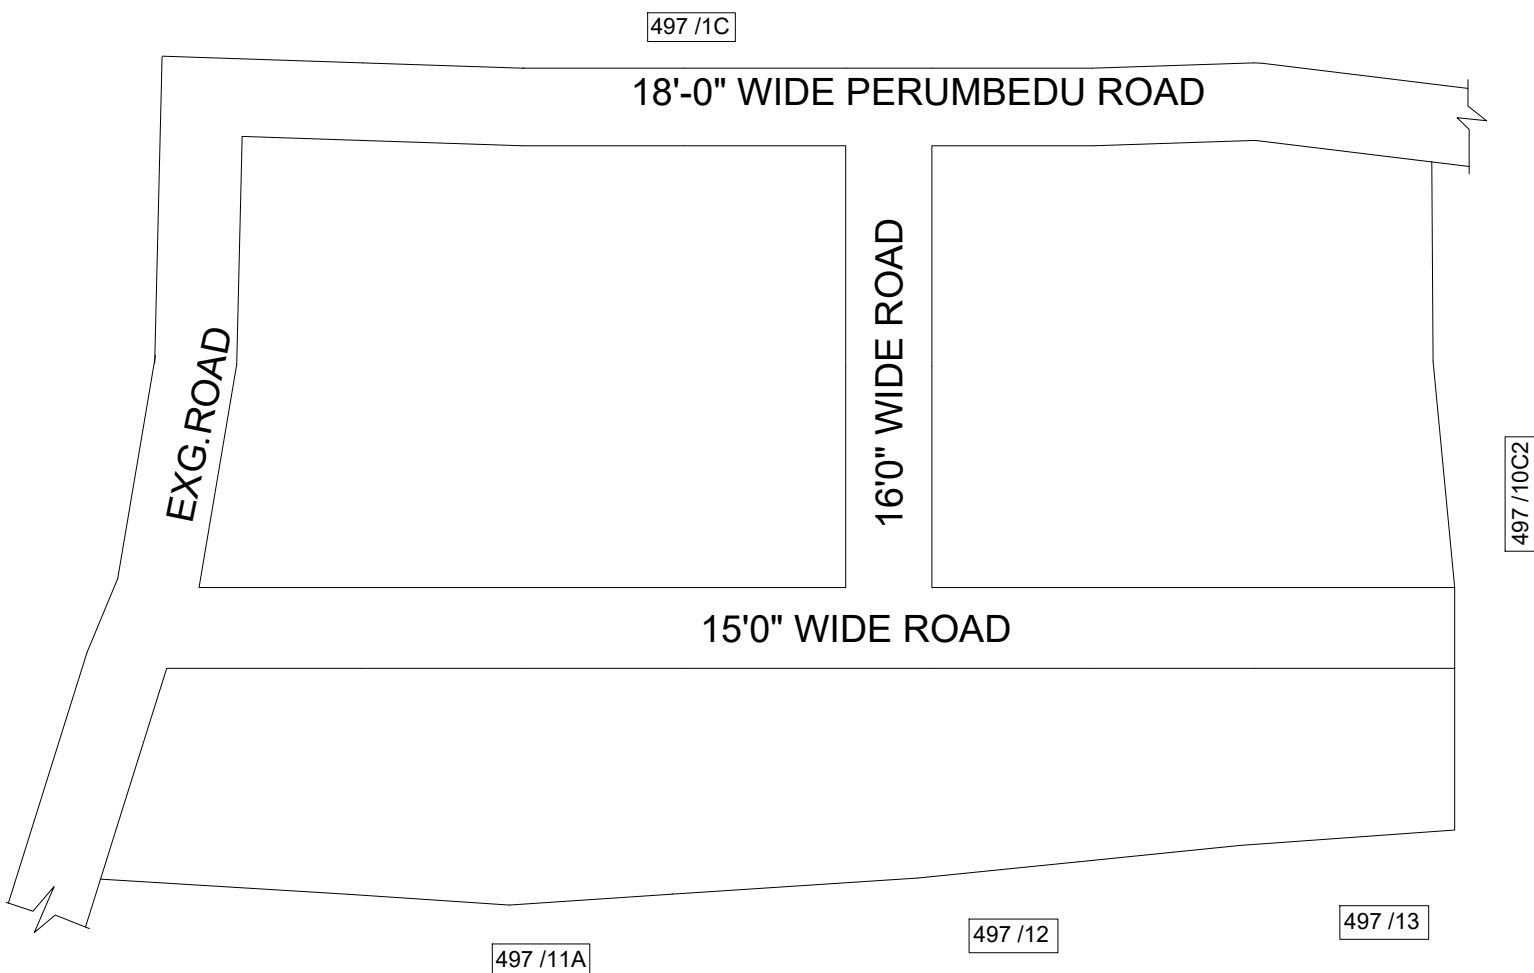 497 /1C
18'-0" WIDE PERUMBEDU ROAD
EXG.ROAD
16'0" WIDE ROAD
497 /10C2
15'0" WIDE ROAD
497 /13
497 /12
497 /11A